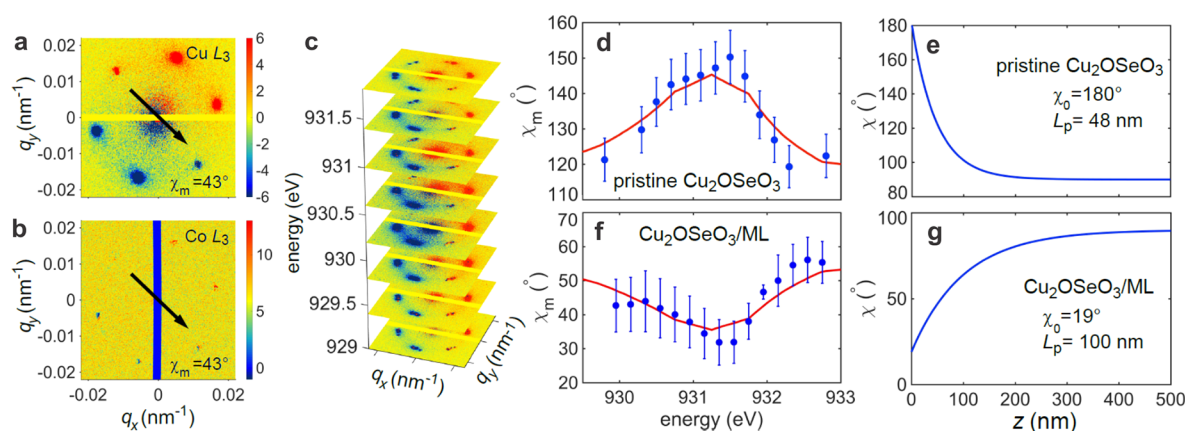 a
Cu L3
0.02
0.01
0
-0.01
-0.02
qy (nm-1)
χm=43°
6
4
2
0
-2
-4
-6
b
Co L3
0.02
0.01
0
-0.01
-0.02
qy (nm-1)
χm=43°
10
5
0
-0.02
0
0.02
qx (nm-1)
c
931.5
931
930.5
930
929.5
929
energy (eV)
qx (nm-1)
qy (nm-1)
d
160
150
140
130
120
110
χm (°)
pristine Cu2OSeO3
f
Cu2OSeO3/ML
70
60
50
40
30
20
χm (°)
930
931
932
933
energy (eV)
e
180
160
140
120
100
80
χ (°)
pristine Cu2OSeO3
χ0=180°
Lp= 48 nm
g
100
50
0
χ (°)
Cu2OSeO3/ML
χ0=19°
Lp= 100 nm
0
100
200
300
400
500
z (nm)